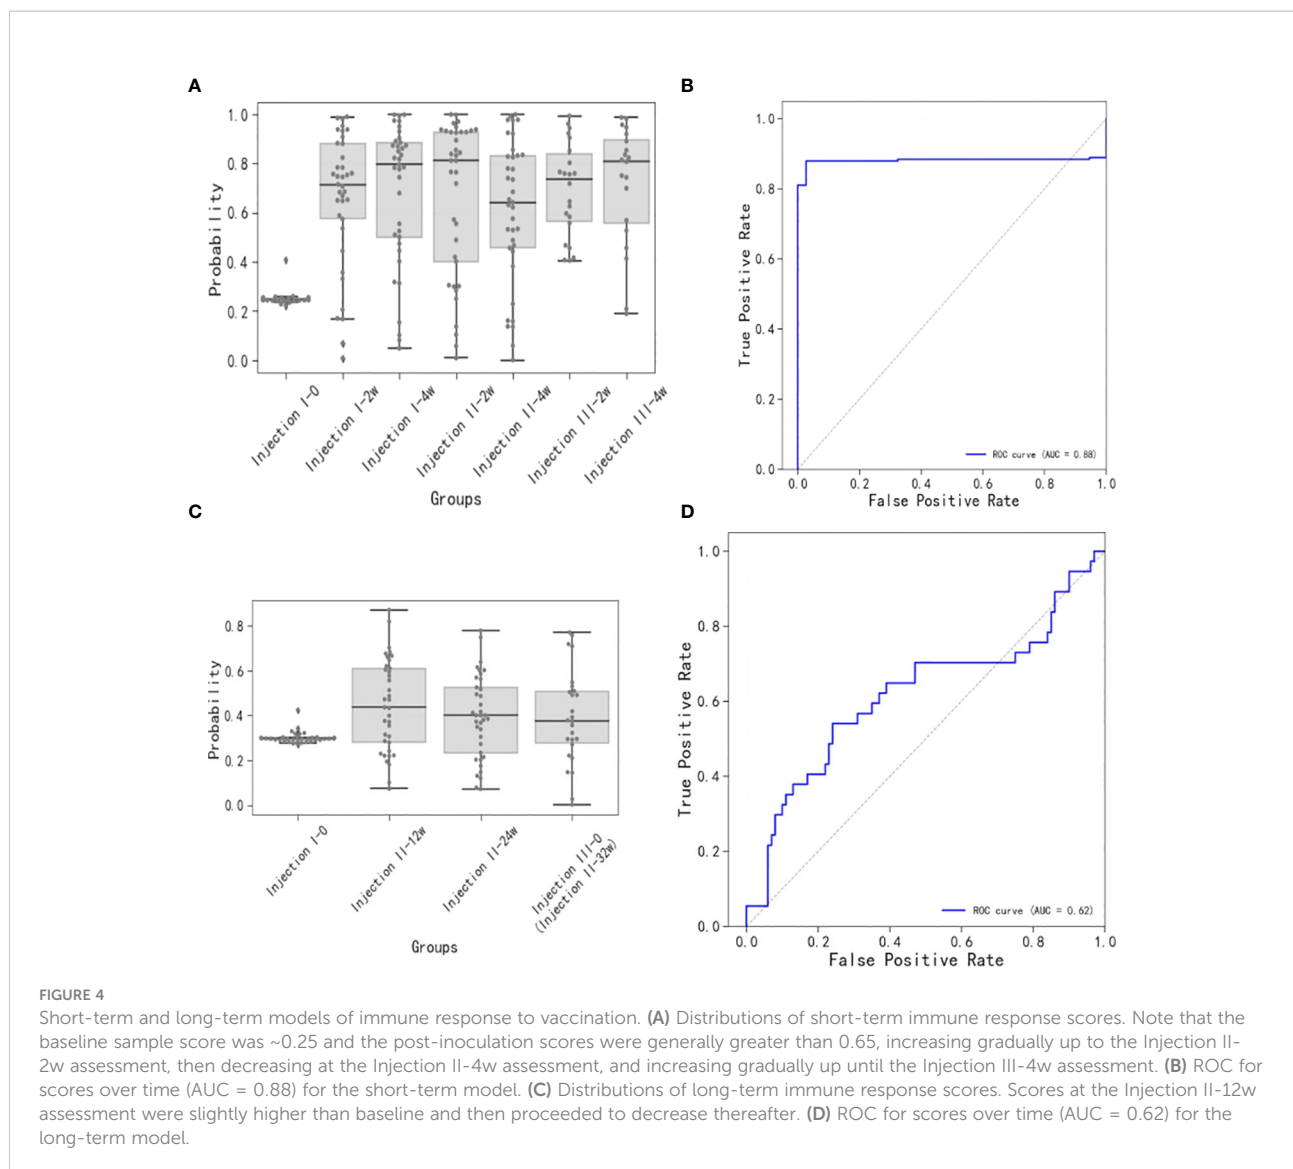 A
1.0
0.8
0.6
0.4
0.2
0.0
Probability
Injection I-0
Injection I-2w
Injection I-4w
Injection II-2w
Injection II-4w
Injection III-2w
Injection III-4w
Groups
B
1.0
0.8
0.6
0.4
0.2
0.0
True Positive Rate
ROC curve (AUC = 0.88)
0.0 0.2 0.4 0.6 0.8 1.0
False Positive Rate
C
0.8
0.6
0.4
0.2
0.0
Probability
Injection I-0
Injection II-12w
Injection II-24w
Injection III-0
(Injection II-32w)
Groups
D
1.0
0.8
0.6
0.4
0.2
0.0
True Positive Rate
ROC curve (AUC = 0.62)
0.0 0.2 0.4 0.6 0.8 1.0
False Positive Rate
FIGURE 4
Short-term and long-term models of immune response to vaccination. (A) Distributions of short-term immune response scores. Note that the
baseline sample score was ~0.25 and the post-inoculation scores were generally greater than 0.65, increasing gradually up to the Injection II-
2w assessment, then decreasing at the Injection II-4w assessment, and increasing gradually up until the Injection III-4w assessment. (B) ROC for
scores over time (AUC = 0.88) for the short-term model. (C) Distributions of long-term immune response scores. Scores at the Injection II-12w
assessment were slightly higher than baseline and then proceeded to decrease thereafter. (D) ROC for scores over time (AUC = 0.62) for the
long-term model.